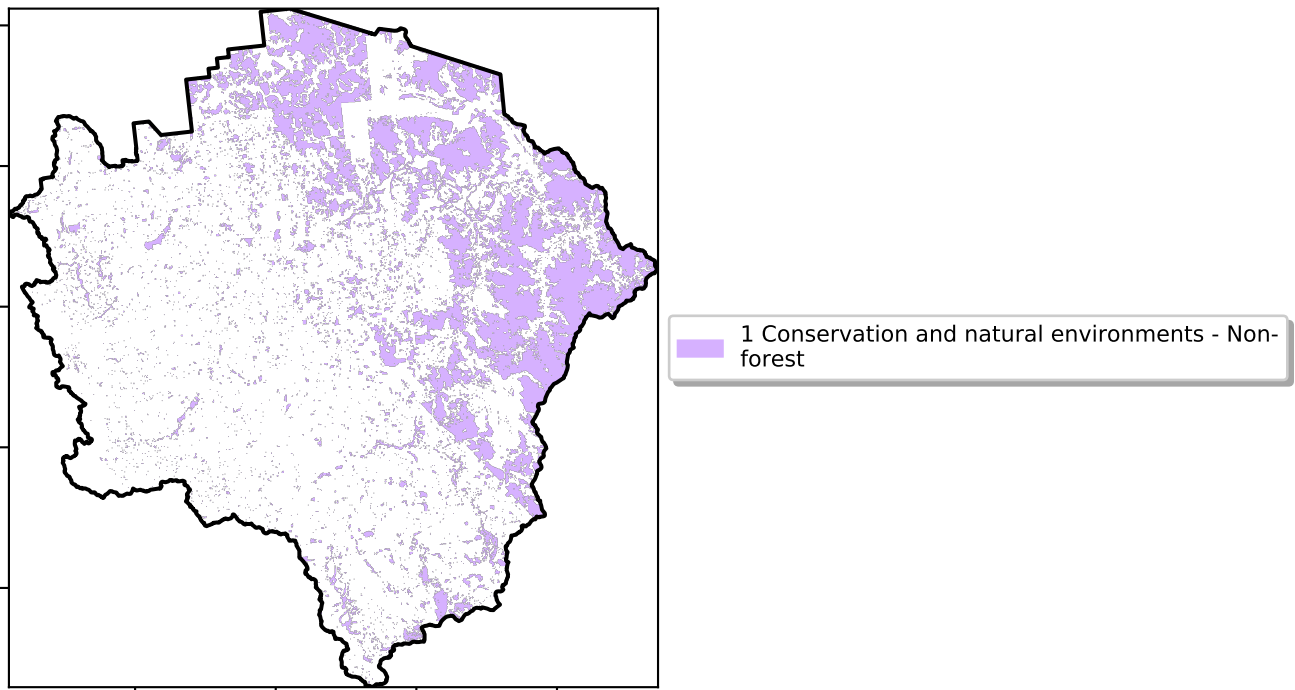 1 Conservation and natural environments - Non-
forest